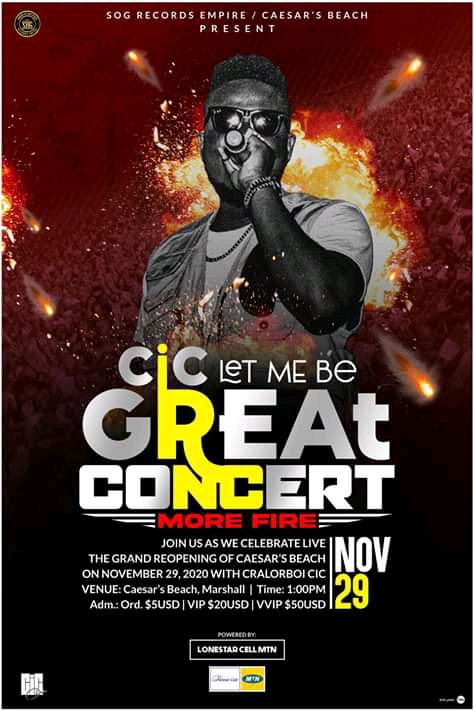 SOG RECORDS EMPIRE / CAESAR'S BEACH
PRESENT
CiC LET ME Be
GREAt
CONCERT
MORE FIRE
JOIN US AS WE CELEBRATE LIVE
THE GRAND REOPENING OF CAESAR'S BEACH
ON NOVEMBER 29, 2020 WITH CRALORBOI CIC
VENUE: Caesar's Beach, Marshall | Time: 1:00PM
Adm.: Ord. $5USD | VIP $20USD | VVIP $50USD
NOV
29
POWERED BY:
LONESTAR CELL MTN
MTN
CiC